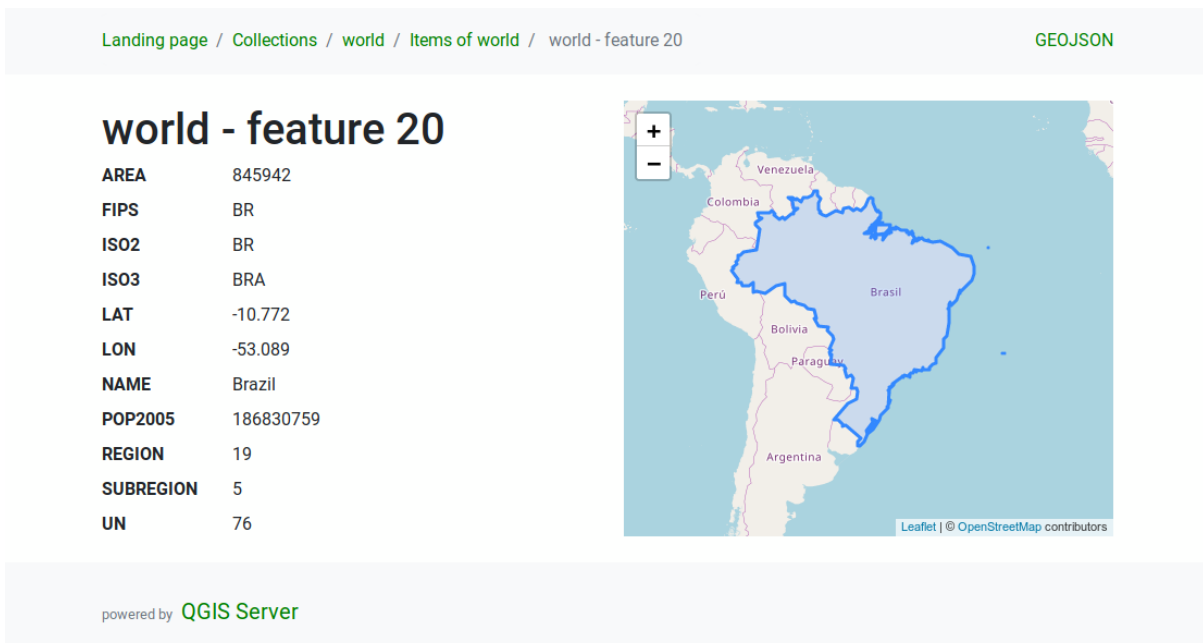 Landing page / Collections / world / Items of world / world - feature 20
GEOJSON
world - feature 20
AREA 845942
FIPS BR
ISO2 BR
ISO3 BRA
LAT -10.772
LON -53.089
NAME Brazil
POP2005 186830759
REGION 19
SUBREGION 5
UN 76
+
−
Venezuela
Colombia
Perú
Brasil
Bolivia
Paraguay
Argentina
Leaflet | © OpenStreetMap contributors
powered by QGIS Server